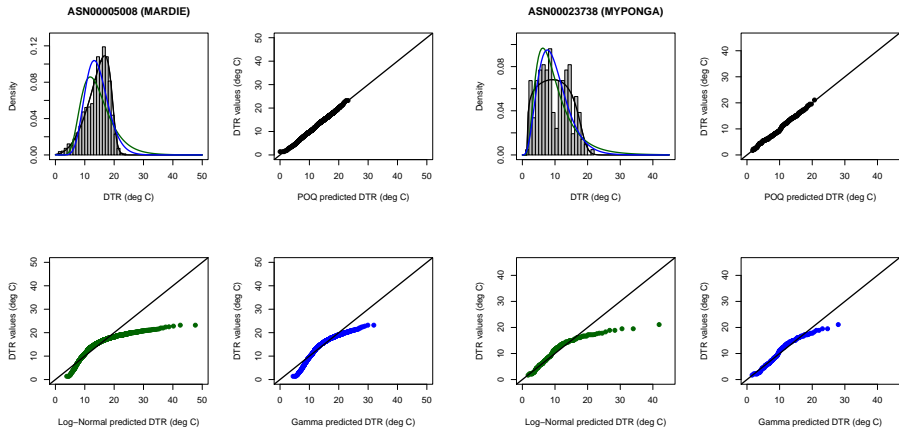 ASN00005008 (MARDIE)
ASN00023738 (MYPONGA)
Density
0.00 0.04 0.08 0.12
0 10 20 30 40 50
DTR (deg C)
DTR values (deg C)
0 10 20 30 40 50
0 10 20 30 40 50
POQ predicted DTR (deg C)
Density
0.00 0.04 0.08
0 10 20 30 40
DTR (deg C)
DTR values (deg C)
0 10 20 30 40
0 10 20 30 40
POQ predicted DTR (deg C)
DTR values (deg C)
0 10 20 30 40 50
0 10 20 30 40 50
Log−Normal predicted DTR (deg C)
DTR values (deg C)
0 10 20 30 40 50
0 10 20 30 40 50
Gamma predicted DTR (deg C)
DTR values (deg C)
0 10 20 30 40
0 10 20 30 40
Log−Normal predicted DTR (deg C)
DTR values (deg C)
0 10 20 30 40
0 10 20 30 40
Gamma predicted DTR (deg C)